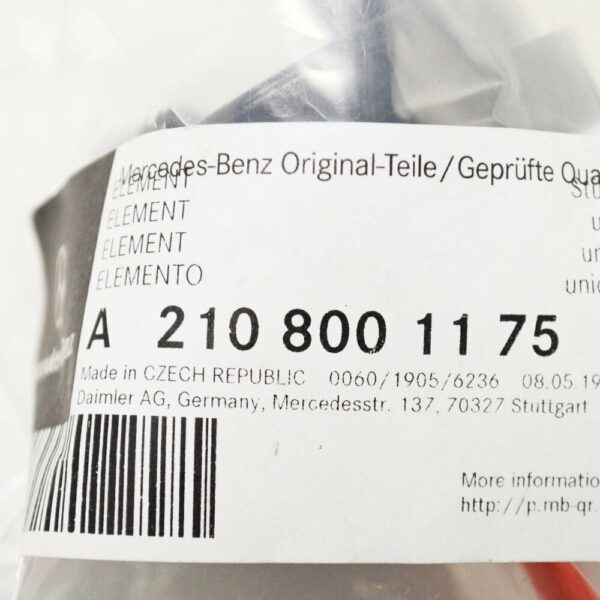 Mercedes-Benz Original-Teile/Geprüfte Qua
ELEMENT
ELEMENT
ELEMENT
ELEMENTO
unic
A 210 800 11 75
Made in CZECH REPUBLIC 0060/1905/6236 08.05.19
Daimler AG, Germany, Mercedesstr. 137, 70327 Stuttgart
More informatio
http://p.mb-qr.